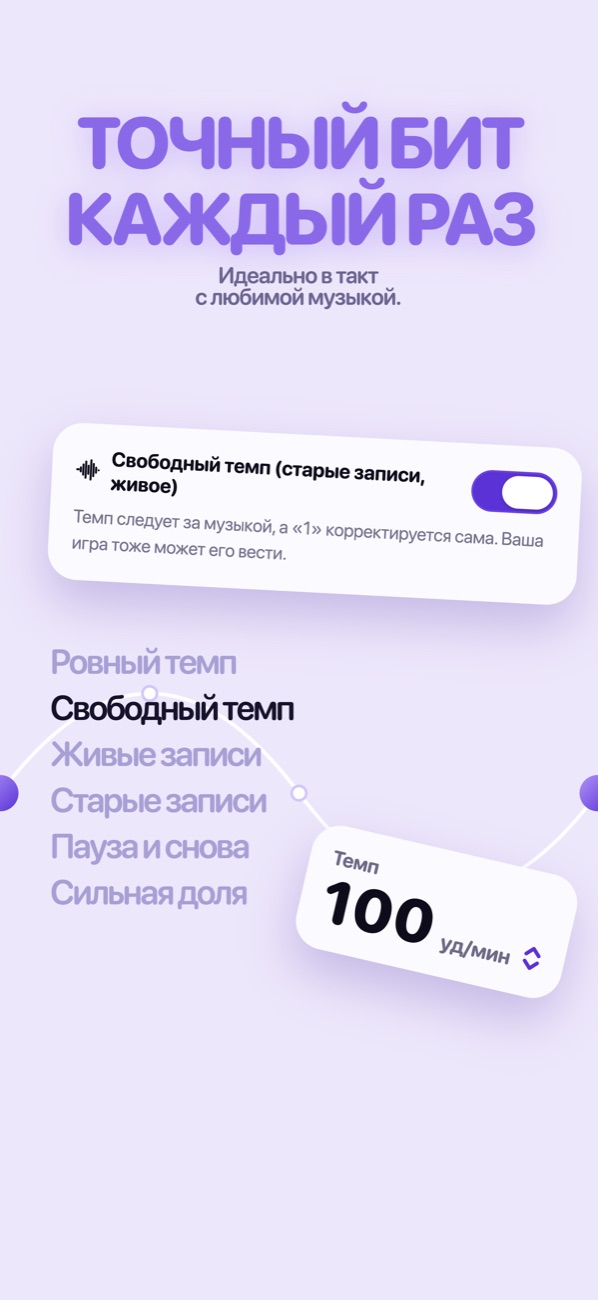 ТОЧНЫЙ БИТ
КАЖДЫЙ РАЗ
Идеально в такт
с любимой музыкой.
Свободный темп (старые записи,
живое)
Темп следует за музыкой, а «1» корректируется сама. Ваша
игра тоже может его вести.
Ровный темп
Свободный темп
Живые записи
Старые записи
Пауза и снова
Сильная доля
Темп
100 уд/мин